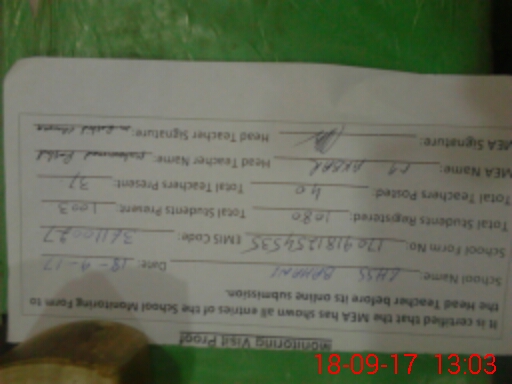 Monitoring Visit Proof
It is certified that the MEA has shown all entries of the School Monitoring Form to
the Head Teacher before its online submission.
School Name: Date: 18-9-17
School Form No: EMIS Code:
Total Students Registered: 1080 Total Students Present: 1003
Total Teachers Posted: 40 Total Teachers Present: 37
MEA Name: AKBAR Head Teacher Name:
MEA Signature: Head Teacher Signature:
18-09-17 13:03